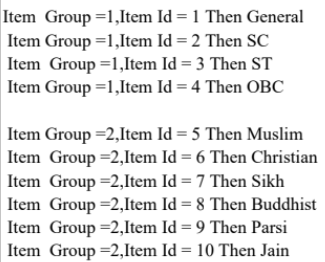 Item Group =1,Item Id = 1 Then General
Item Group =1,Item Id = 2 Then SC
Item Group =1,Item Id = 3 Then ST
Item Group =1,Item Id = 4 Then OBC
Item Group =2,Item Id = 5 Then Muslim
Item Group =2,Item Id = 6 Then Christian
Item Group =2,Item Id = 7 Then Sikh
Item Group =2,Item Id = 8 Then Buddhist
Item Group =2,Item Id = 9 Then Parsi
Item Group =2,Item Id = 10 Then Jain